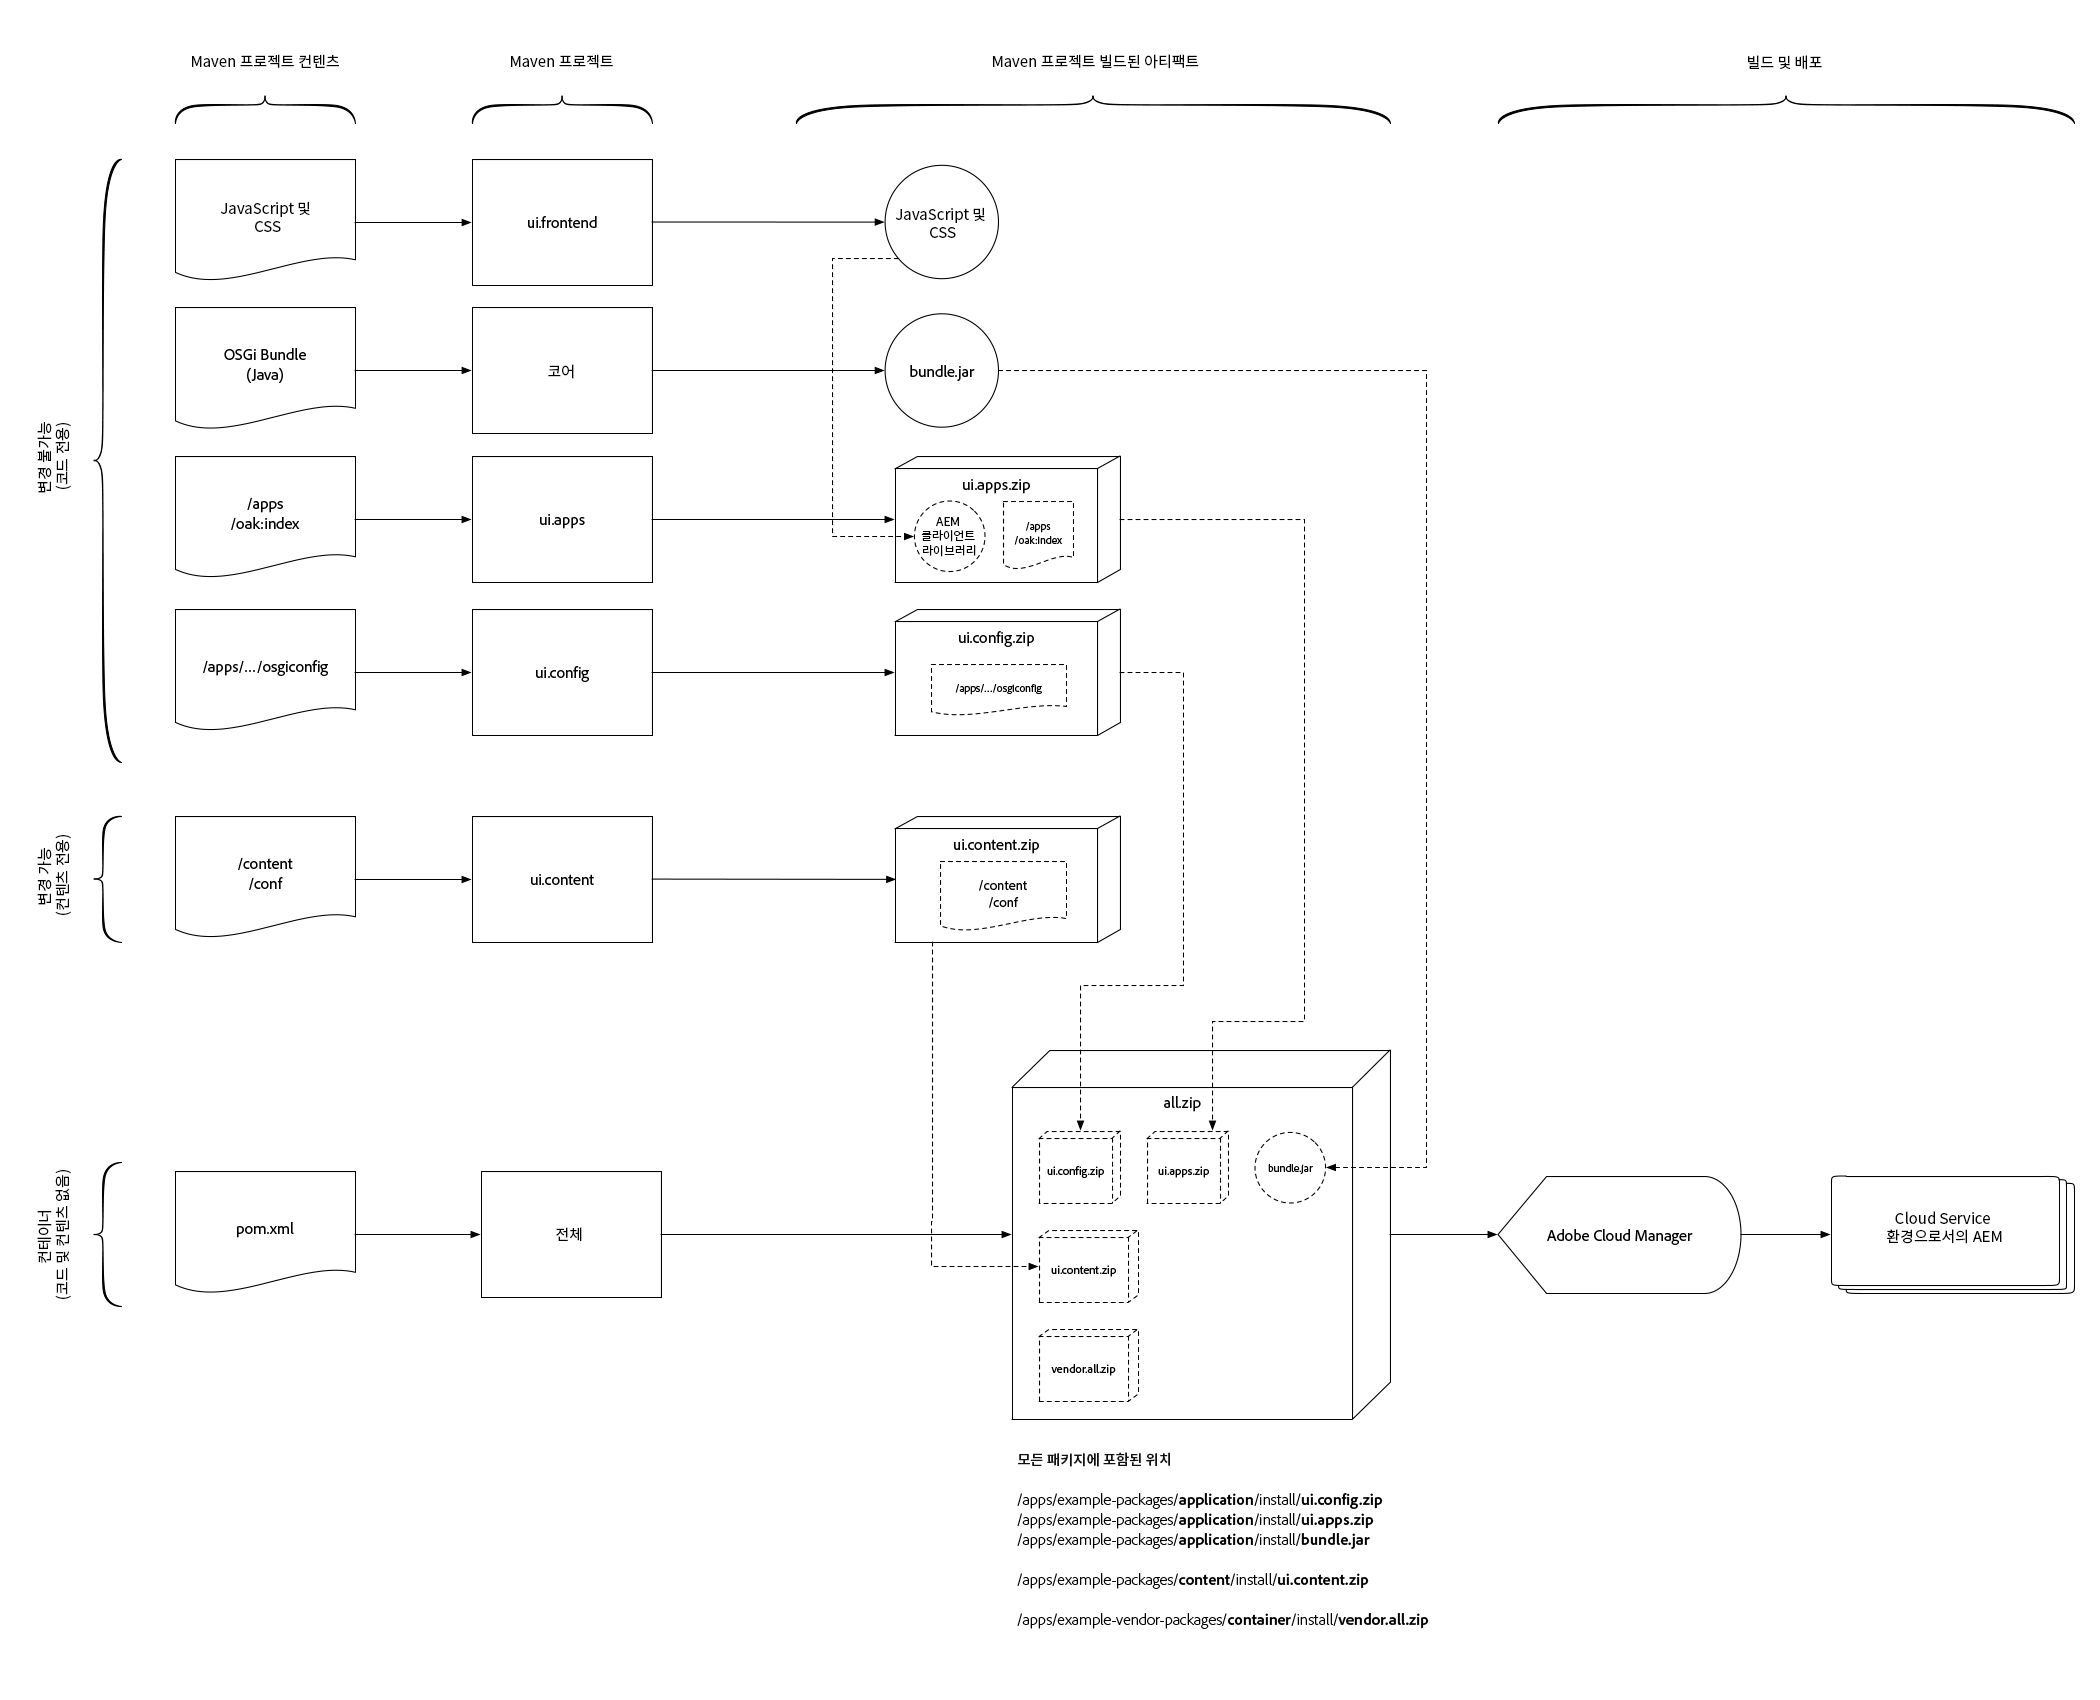 Maven 프로젝트 컨텐츠
Maven 프로젝트
Maven 프로젝트 빌드된 아티팩트
빌드 및 배포
변경 불가능
(코드 전용)
JavaScript 및
CSS
ui.frontend
JavaScript 및
CSS
OSGi Bundle
(Java)
코어
bundle.jar
/apps
/oak:index
ui.apps
ui.apps.zip
AEM
클라이언트
라이브러리
/apps
/oak:index
/apps/.../osgiconfig
ui.config
ui.config.zip
/apps/.../osgiconfig
변경 가능
(컨텐츠 전용)
/content
/conf
ui.content
ui.content.zip
/content
/conf
컨테이너
(코드 및 컨텐츠 없음)
pom.xml
전체
all.zip
ui.config.zip
ui.apps.zip
bundle.jar
ui.content.zip
vendor.all.zip
Adobe Cloud Manager
Cloud Service
환경으로서의 AEM
모든 패키지에 포함된 위치
/apps/example-packages/application/install/ui.config.zip
/apps/example-packages/application/install/ui.apps.zip
/apps/example-packages/application/install/bundle.jar
/apps/example-packages/content/install/ui.content.zip
/apps/example-vendor-packages/container/install/vendor.all.zip